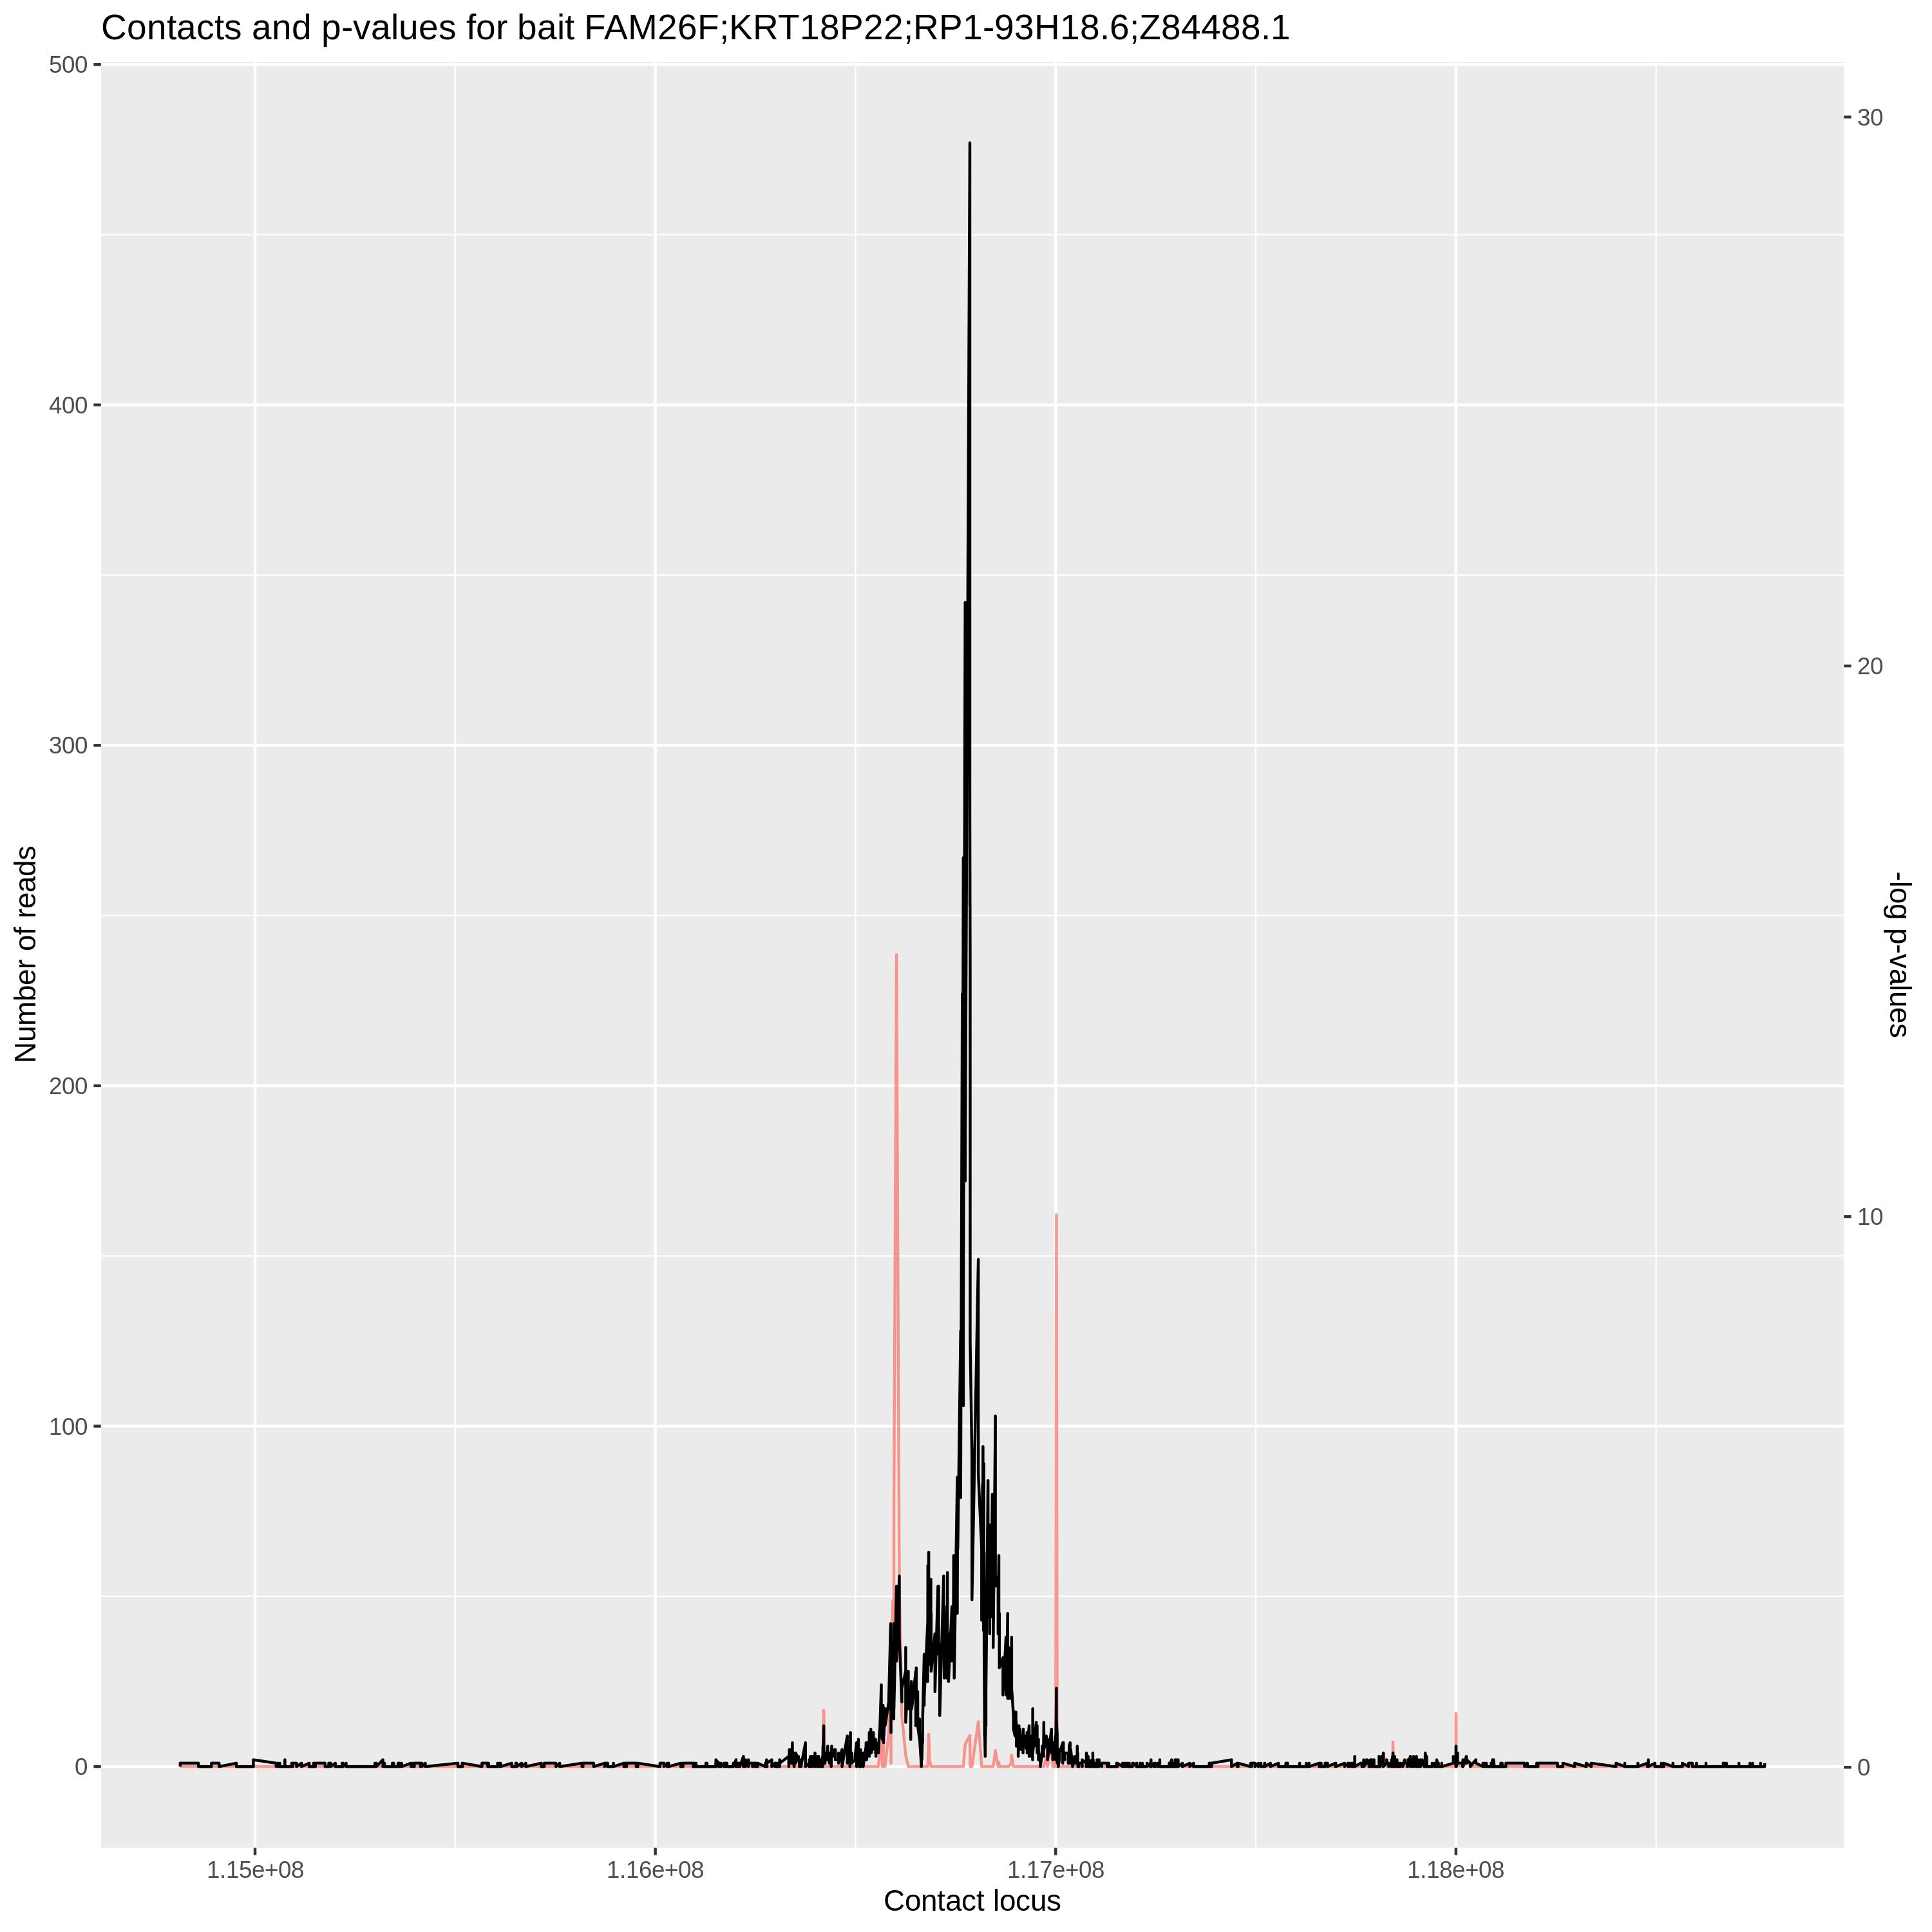 Contacts and p-values for bait FAM26F;KRT18P22;RP1-93H18.6;Z84488.1
500
400
300
200
100
0
Number of reads
30
20
10
0
-log p-values
1.15e+08
1.16e+08
1.17e+08
1.18e+08
Contact locus